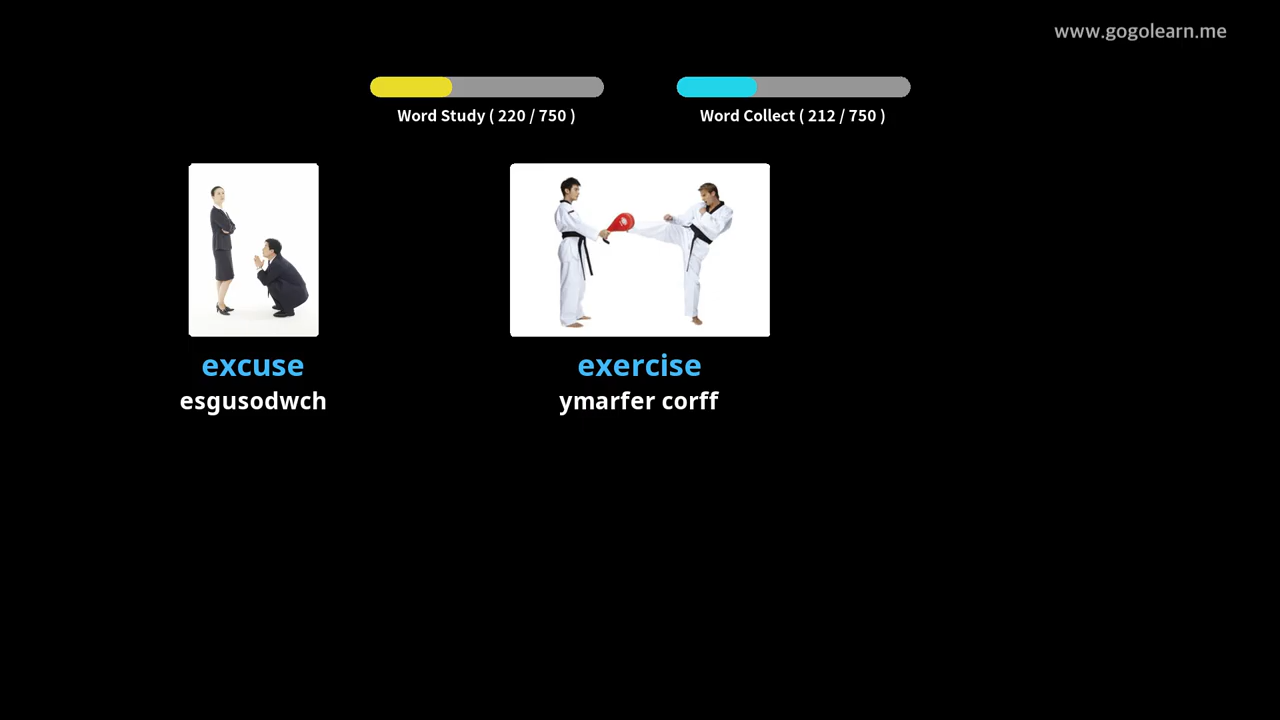 www.gogolearn.me
Word Study ( 220 / 750 )
Word Collect ( 212 / 750 )
excuse
esgusodwch
exercise
ymarfer corff